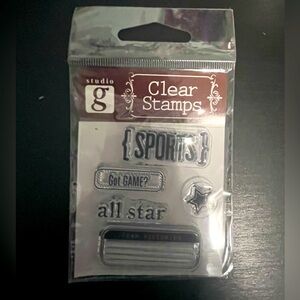 studio
g
Clear
Stamps
{SPORTS}
Got GAME?
all star